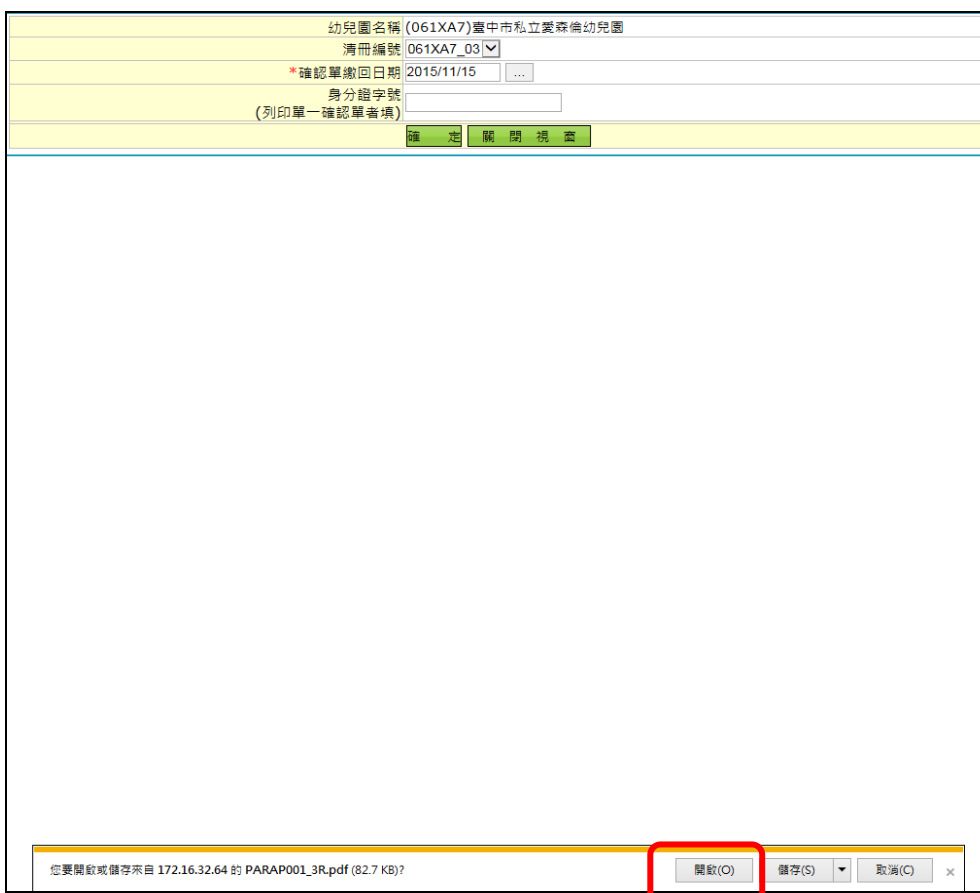 幼兒園名稱 (061XA7)臺中市私立愛森倫幼兒園
清冊編號 061XA7_03
*確認單繳回日期 2015/11/15 ...
身分證字號
(列印單一確認單者填)
確 定 關 閉 視 窗
您要開啟或儲存來自 172.16.32.64 的 PARAP001_3R.pdf (82.7 KB)? 開啟(O) 儲存(S) 取消(C) ×